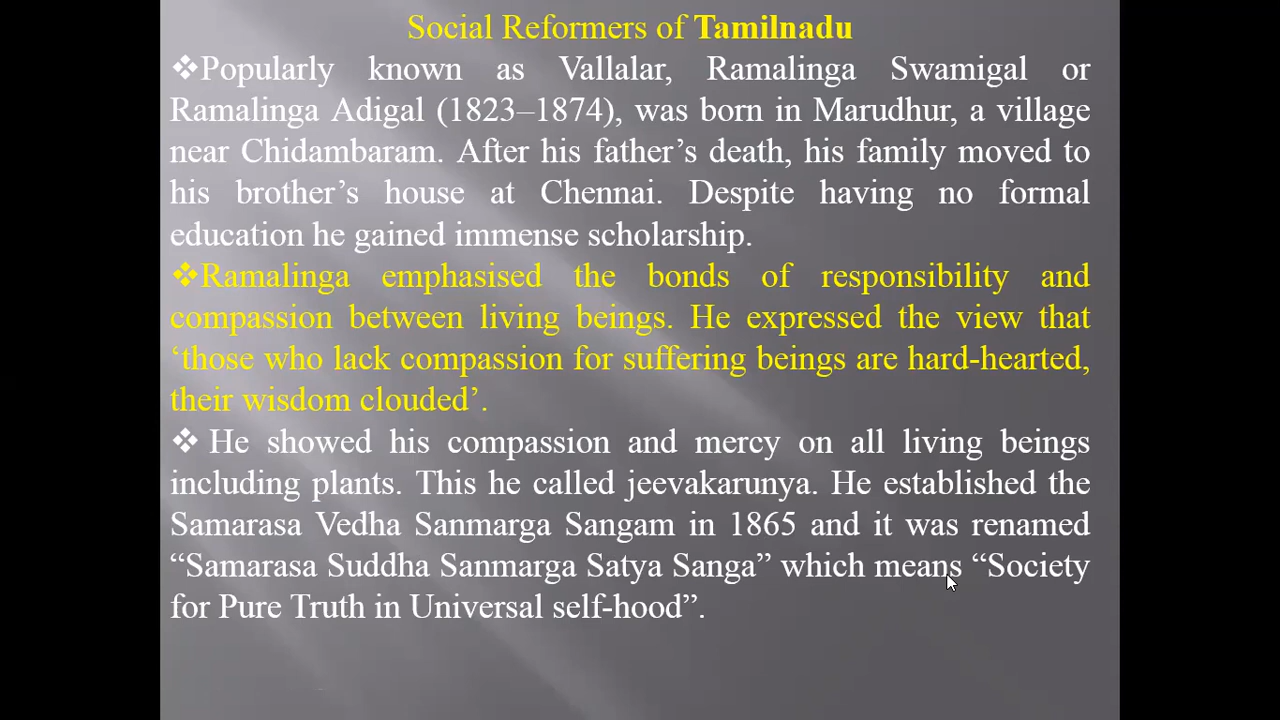 Social Reformers of Tamilnadu
❖Popularly known as Vallalar, Ramalinga Swamigal or
Ramalinga Adigal (1823–1874), was born in Marudhur, a village
near Chidambaram. After his father’s death, his family moved to
his brother’s house at Chennai. Despite having no formal
education he gained immense scholarship.
❖Ramalinga emphasised the bonds of responsibility and
compassion between living beings. He expressed the view that
‘those who lack compassion for suffering beings are hard-hearted,
their wisdom clouded’.
❖ He showed his compassion and mercy on all living beings
including plants. This he called jeevakarunya. He established the
Samarasa Vedha Sanmarga Sangam in 1865 and it was renamed
“Samarasa Suddha Sanmarga Satya Sanga” which means “Society
for Pure Truth in Universal self-hood”.